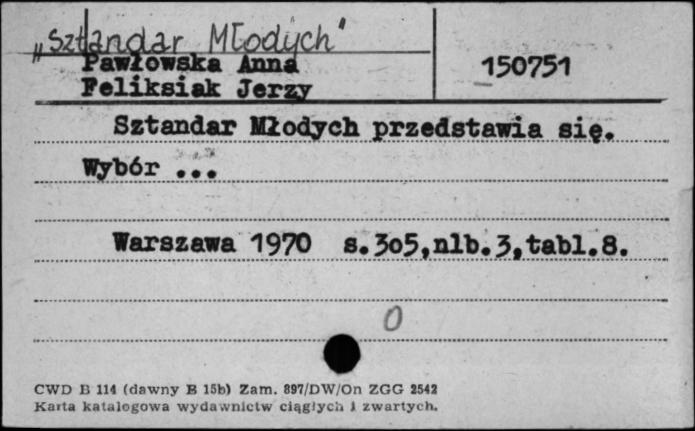 „Sztandar Młodych"
Pawłowska Anna
Feliksiak Jerzy
150751
Sztandar Młodych przedstawia się.
Wybór ...
Warszawa 1970 s.305,nlb.3,tabl.8.
0
CWD B 114 (dawny B 15b) Zam. 897/DW/On ZGG 2542
Karta katalogowa wydawnictw ciągłych i zwartych.